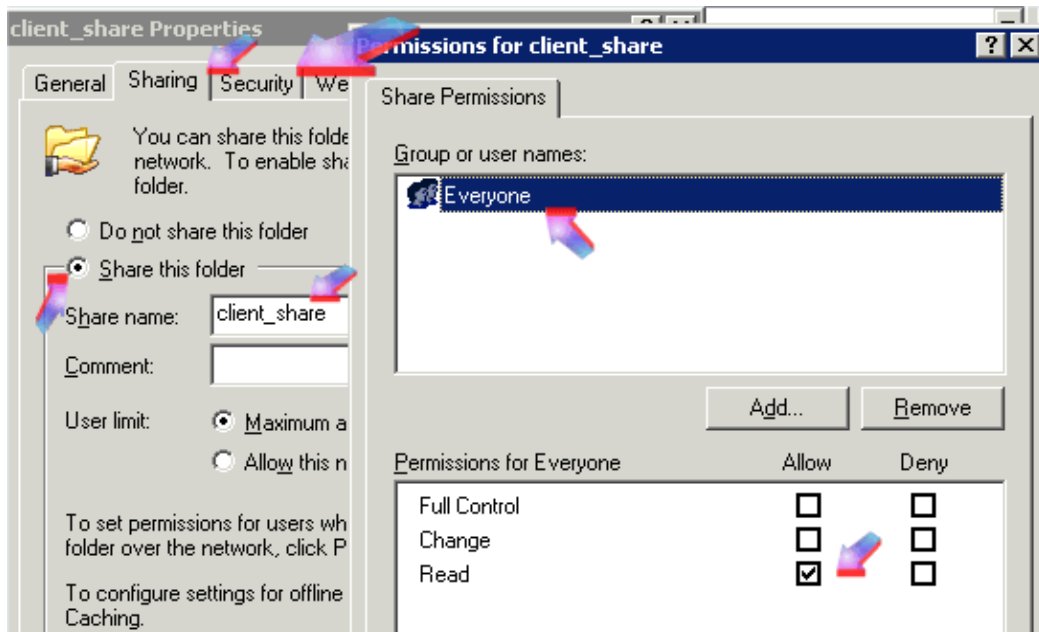 client_share Properties
General
Sharing
Security
We
You can share this folde
network. To enable sha
folder.
Do not share this folder
Share this folder
Share name:
client_share
Comment:
User limit:
Maximum a
Allow this n
To set permissions for users wh
folder over the network, click P
To configure settings for offline
Caching.
Permissions for client_share
Share Permissions
Group or user names:
Everyone
Add...
Remove
Permissions for Everyone
Allow
Deny
Full Control
Change
Read